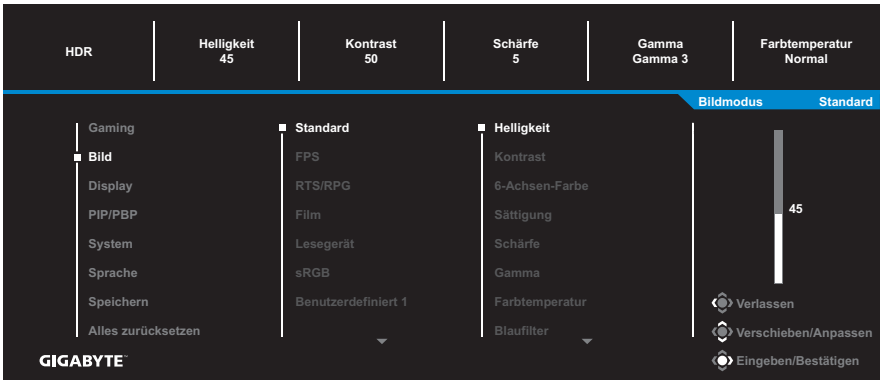 HDR
Helligkeit
45
Kontrast
50
Schärfe
5
Gamma
Gamma 3
Farbtemperatur
Normal
Bildmodus Standard
Gaming
Bild
Display
PIP/PBP
System
Sprache
Speichern
Alles zurücksetzen
Standard
FPS
RTS/RPG
Film
Lesegerät
sRGB
Benutzerdefiniert 1
Helligkeit
Kontrast
6-Achsen-Farbe
Sättigung
Schärfe
Gamma
Farbtemperatur
Blaufilter
45
Verlassen
Verschieben/Anpassen
Eingeben/Bestätigen
GIGABYTE™